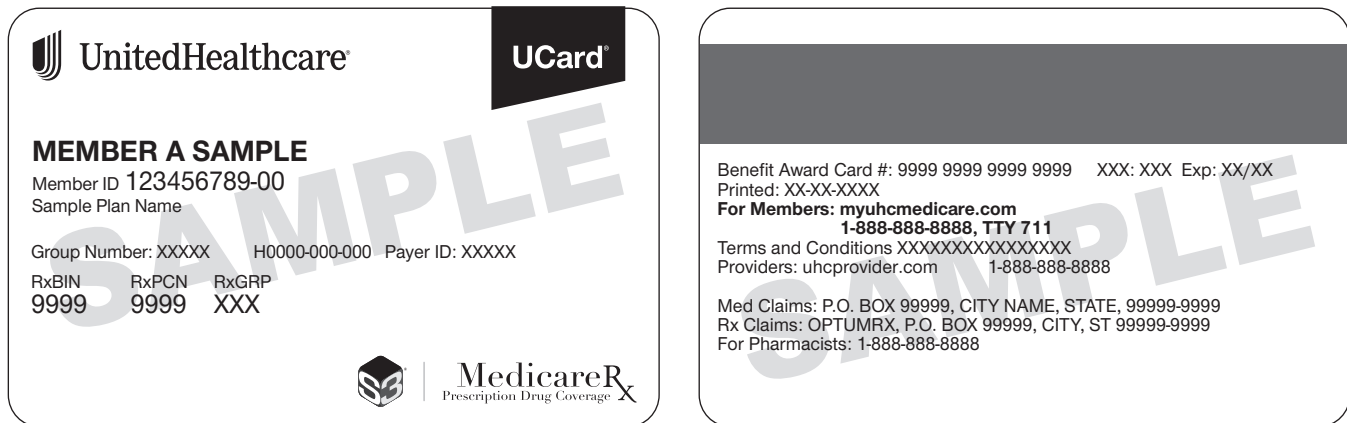 UnitedHealthcare®
UCard®
MEMBER A SAMPLE
Member ID 123456789-00
Sample Plan Name
Group Number: XXXXX H0000-000-000 Payer ID: XXXXX
RxBIN RxPCN RxGRP
9999 9999 XXX
S3
MedicareRx
Prescription Drug Coverage
SAMPLE
Benefit Award Card #: 9999 9999 9999 9999 XXX: XXX Exp: XX/XX
Printed: XX-XX-XXXX
For Members: myuhcmedicare.com
1-888-888-8888, TTY 711
Terms and Conditions XXXXXXXXXXXXXXXX
Providers: uhcprovider.com 1-888-888-8888
Med Claims: P.O. BOX 99999, CITY NAME, STATE, 99999-9999
Rx Claims: OPTUMRX, P.O. BOX 99999, CITY, ST 99999-9999
For Pharmacists: 1-888-888-8888
SAMPLE